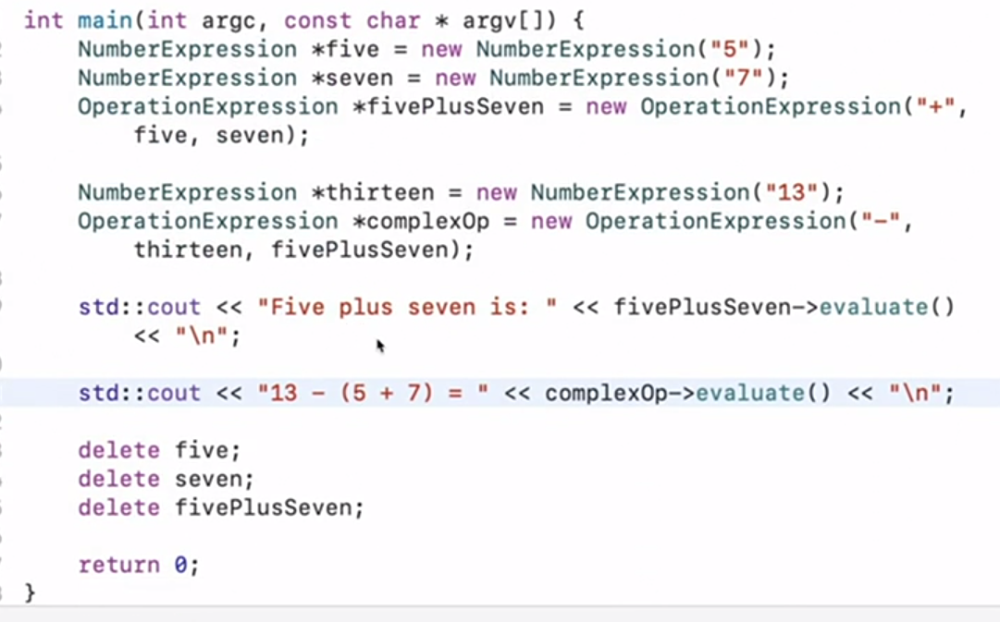 int main(int argc, const char * argv[]) {
NumberExpression *five = new NumberExpression("5");
NumberExpression *seven = new NumberExpression("7");
OperationExpression *fivePlusSeven = new OperationExpression("+",
five, seven);
NumberExpression *thirteen = new NumberExpression("13");
OperationExpression *complexOp = new OperationExpression("-",
thirteen, fivePlusSeven);
std::cout << "Five plus seven is: " << fivePlusSeven->evaluate()
<< "\n";
std::cout << "13 - (5 + 7) = " << complexOp->evaluate() << "\n";
delete five;
delete seven;
delete fivePlusSeven;
return 0;
}